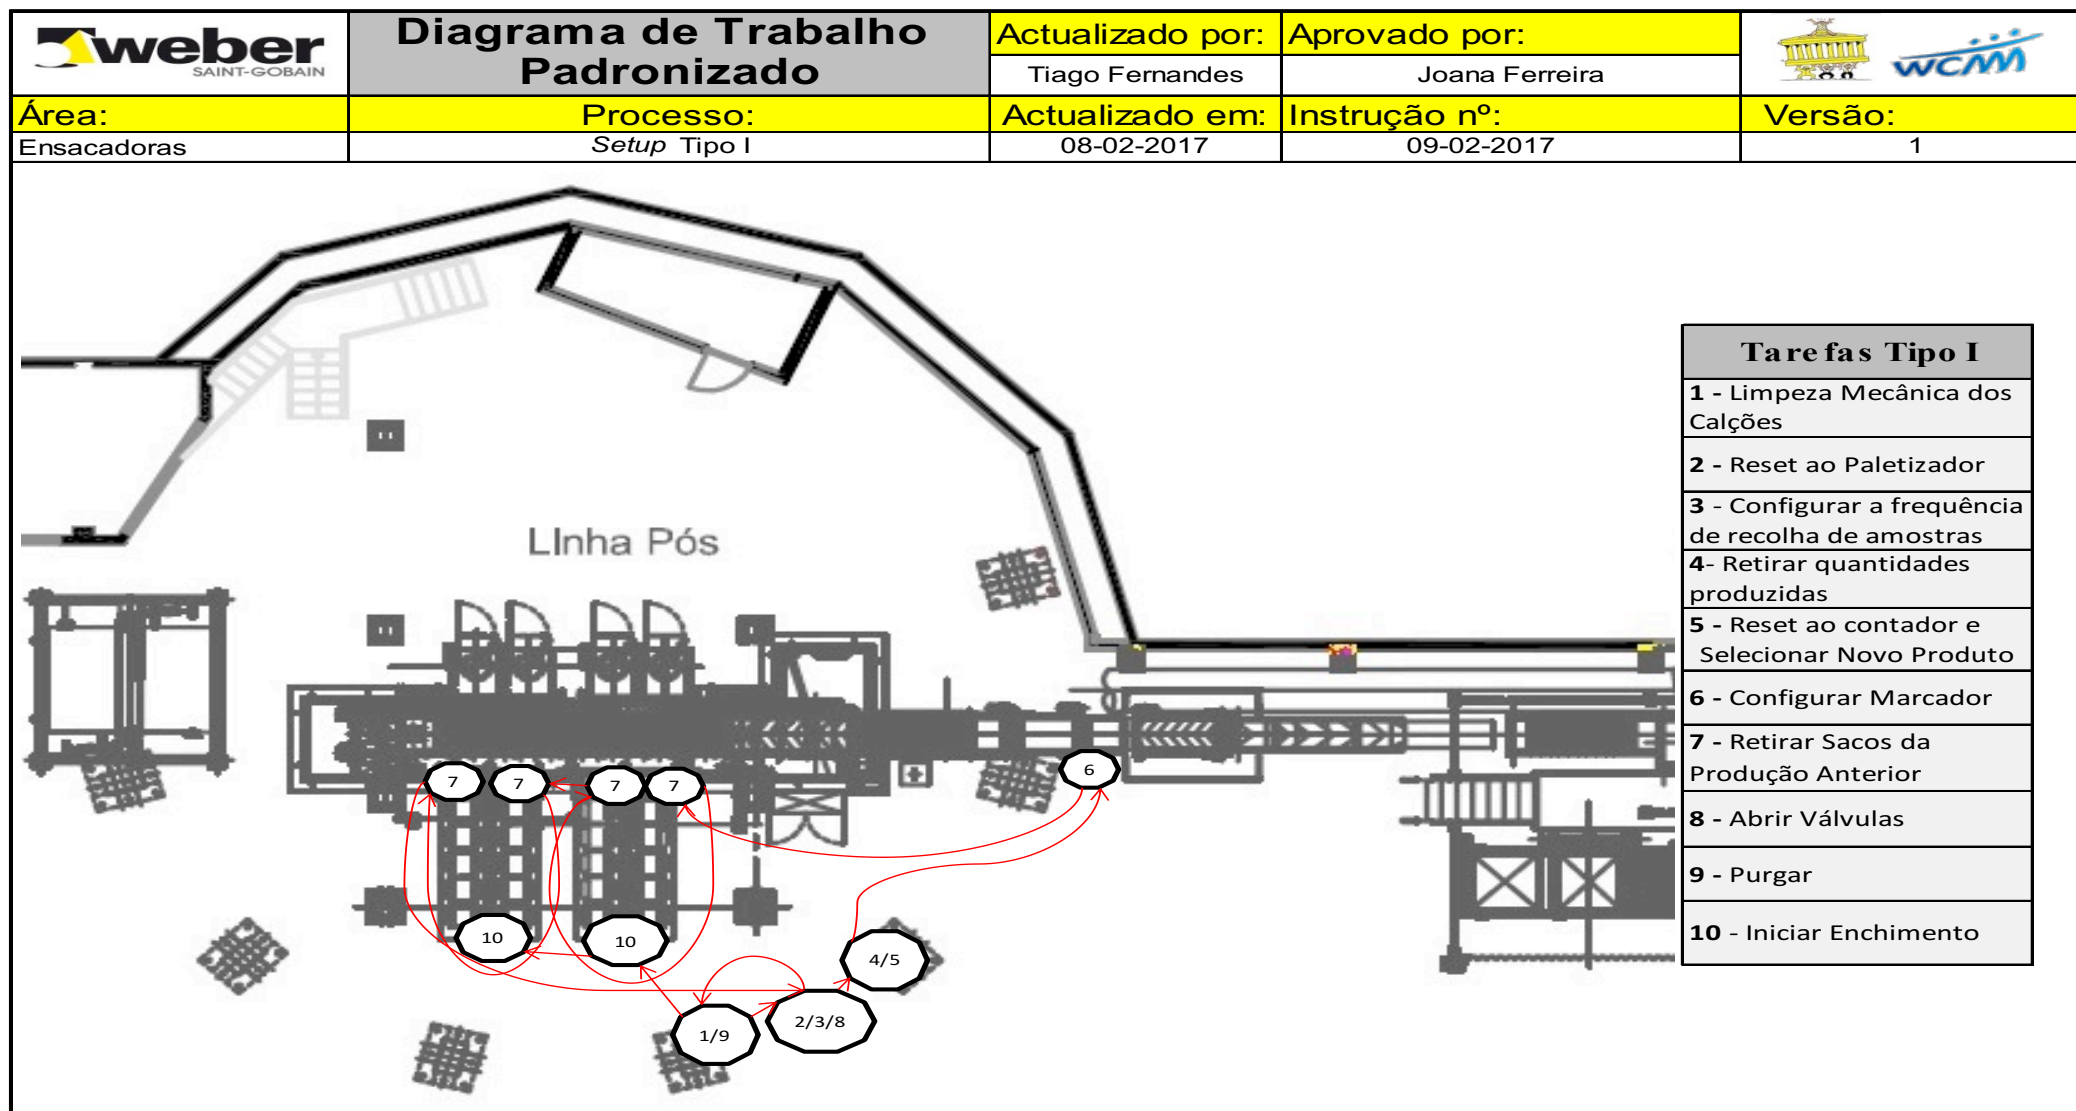 weber
SAINT-GOBAIN
Diagrama de Trabalho
Padronizado
Actualizado por:
Aprovado por:
Tiago Fernandes
Joana Ferreira
WCM
Área:
Processo:
Actualizado em:
Instrução nº:
Versão:
Ensacadoras
Setup Tipo I
08-02-2017
09-02-2017
1
LInha Pós
7
7
7
7
6
10
10
4/5
1/9
2/3/8
Tarefas Tipo I
1 - Limpeza Mecânica dos
Calções
2 - Reset ao Paletizador
3 - Configurar a frequência
de recolha de amostras
4- Retirar quantidades
produzidas
5 - Reset ao contador e
Selecionar Novo Produto
6 - Configurar Marcador
7 - Retirar Sacos da
Produção Anterior
8 - Abrir Válvulas
9 - Purgar
10 - Iniciar Enchimento